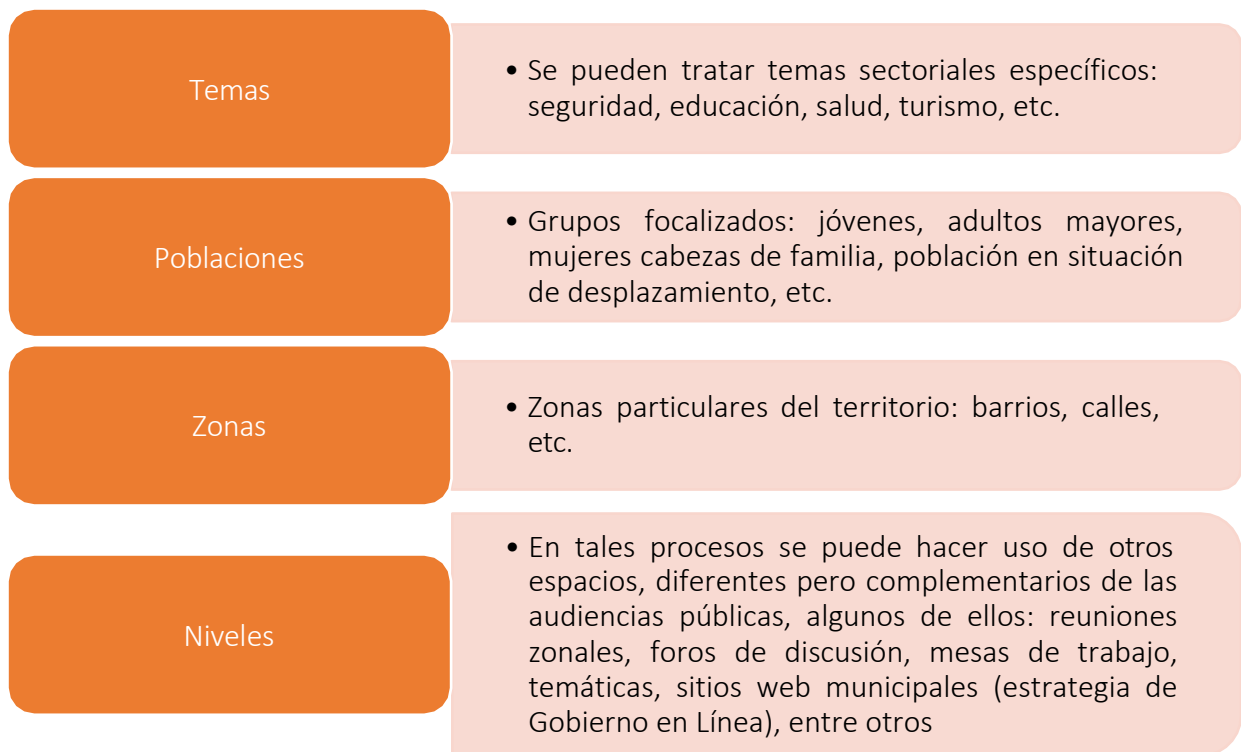 Temas
• Se pueden tratar temas sectoriales específicos:
seguridad, educación, salud, turismo, etc.
Poblaciones
• Grupos focalizados: jóvenes, adultos mayores,
mujeres cabezas de familia, población en situación
de desplazamiento, etc.
Zonas
• Zonas particulares del territorio: barrios, calles,
etc.
Niveles
• En tales procesos se puede hacer uso de otros
espacios, diferentes pero complementarios de las
audiencias públicas, algunos de ellos: reuniones
zonales, foros de discusión, mesas de trabajo,
temáticas, sitios web municipales (estrategia de
Gobierno en Línea), entre otros